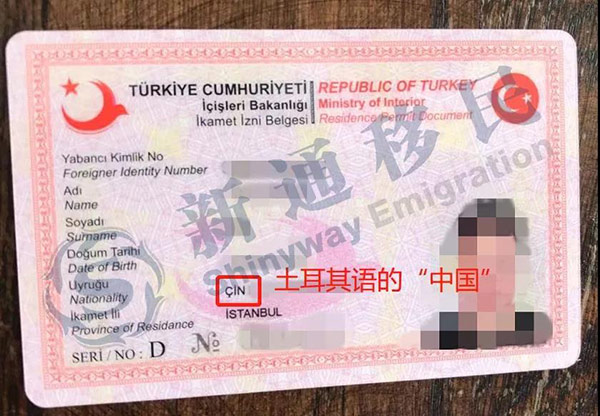 TÜRKİYE CUMHURİYETİ
İçişleri Bakanlığı
İkamet İzni Belgesi
REPUBLIC OF TURKEY
Ministry of Interior
Residence Permit Document
Yabancı Kimlik No
Foreigner Identity Number
Adı
Name
Soyadı
Surname
Doğum Tarihi
Date of Birth
Uyruğu
Nationality
ÇİN
土耳其语的“中国”
İkamet İli
Province of Residance
İSTANBUL
SERİ / NO : D №
新通移民
Shinyway Emigration